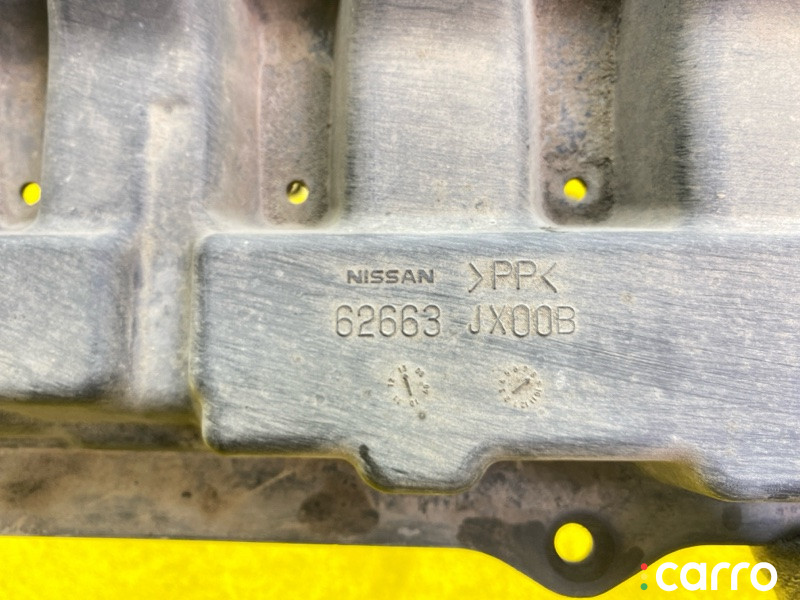 NISSAN >PP<
62663 JX00B
carro